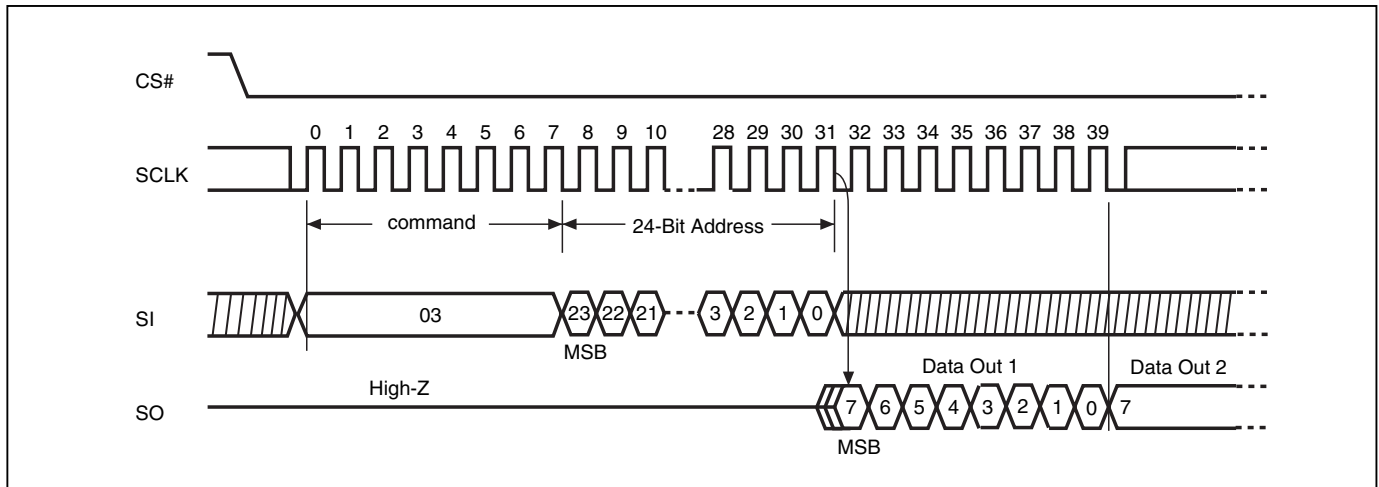 CS#
0 1 2 3 4 5 6 7 8 9 10 28 29 30 31 32 33 34 35 36 37 38 39
SCLK
command 24-Bit Address
SI 03 23 22 21 3 2 1 0
MSB
High-Z Data Out 1 Data Out 2
SO 7 6 5 4 3 2 1 0 7
MSB